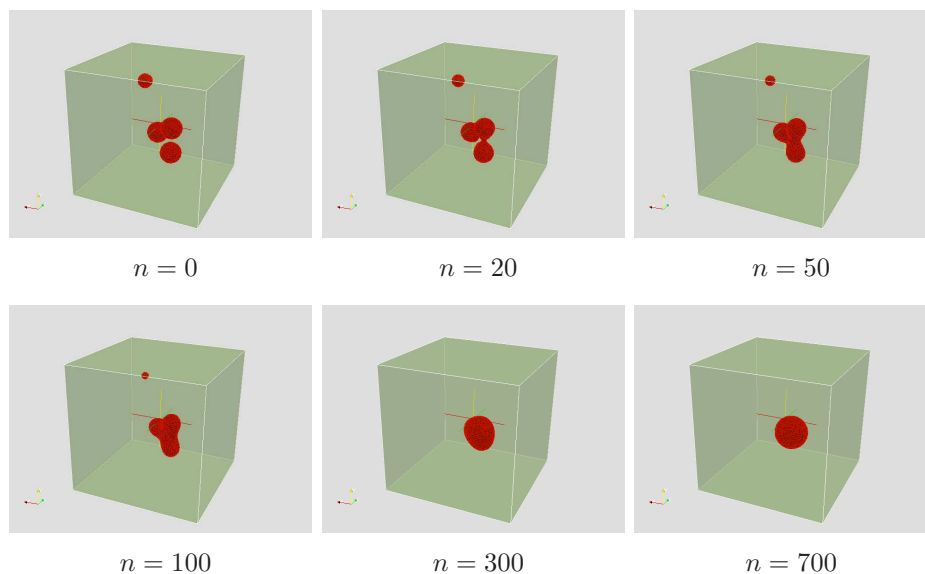 n = 0
n = 20
n = 50
n = 100
n = 300
n = 700